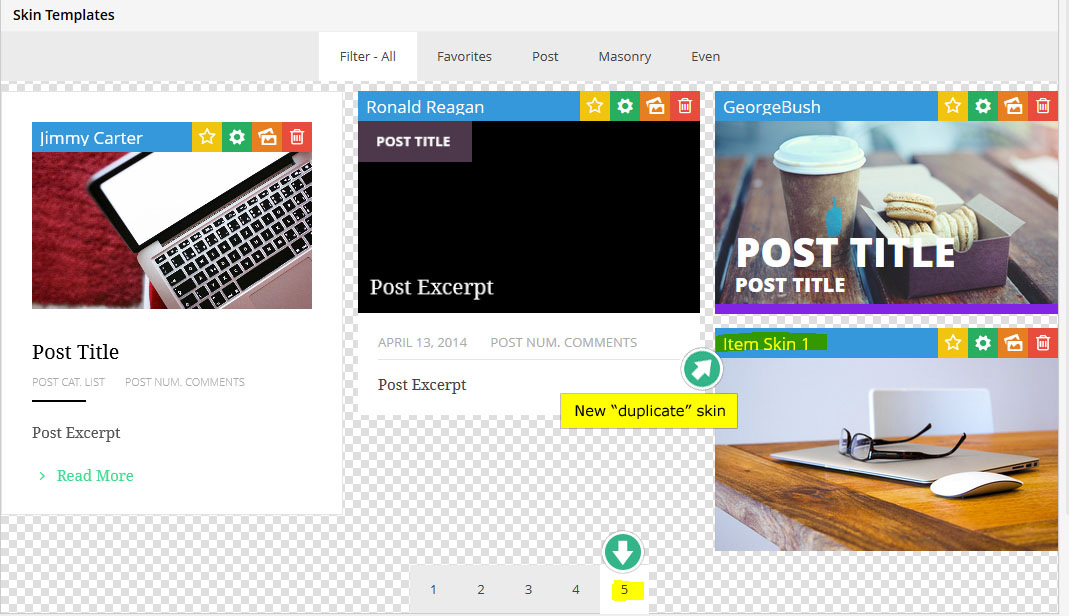 Skin Templates
Filter - All
Favorites
Post
Masonry
Even
Jimmy Carter
Post Title
POST CAT. LIST
POST NUM. COMMENTS
Post Excerpt
Read More
Ronald Reagan
POST TITLE
Post Excerpt
APRIL 13, 2014
POST NUM. COMMENTS
Post Excerpt
GeorgeBush
POST TITLE
POST TITLE
Item Skin 1
New “duplicate” skin
1
2
3
4
5